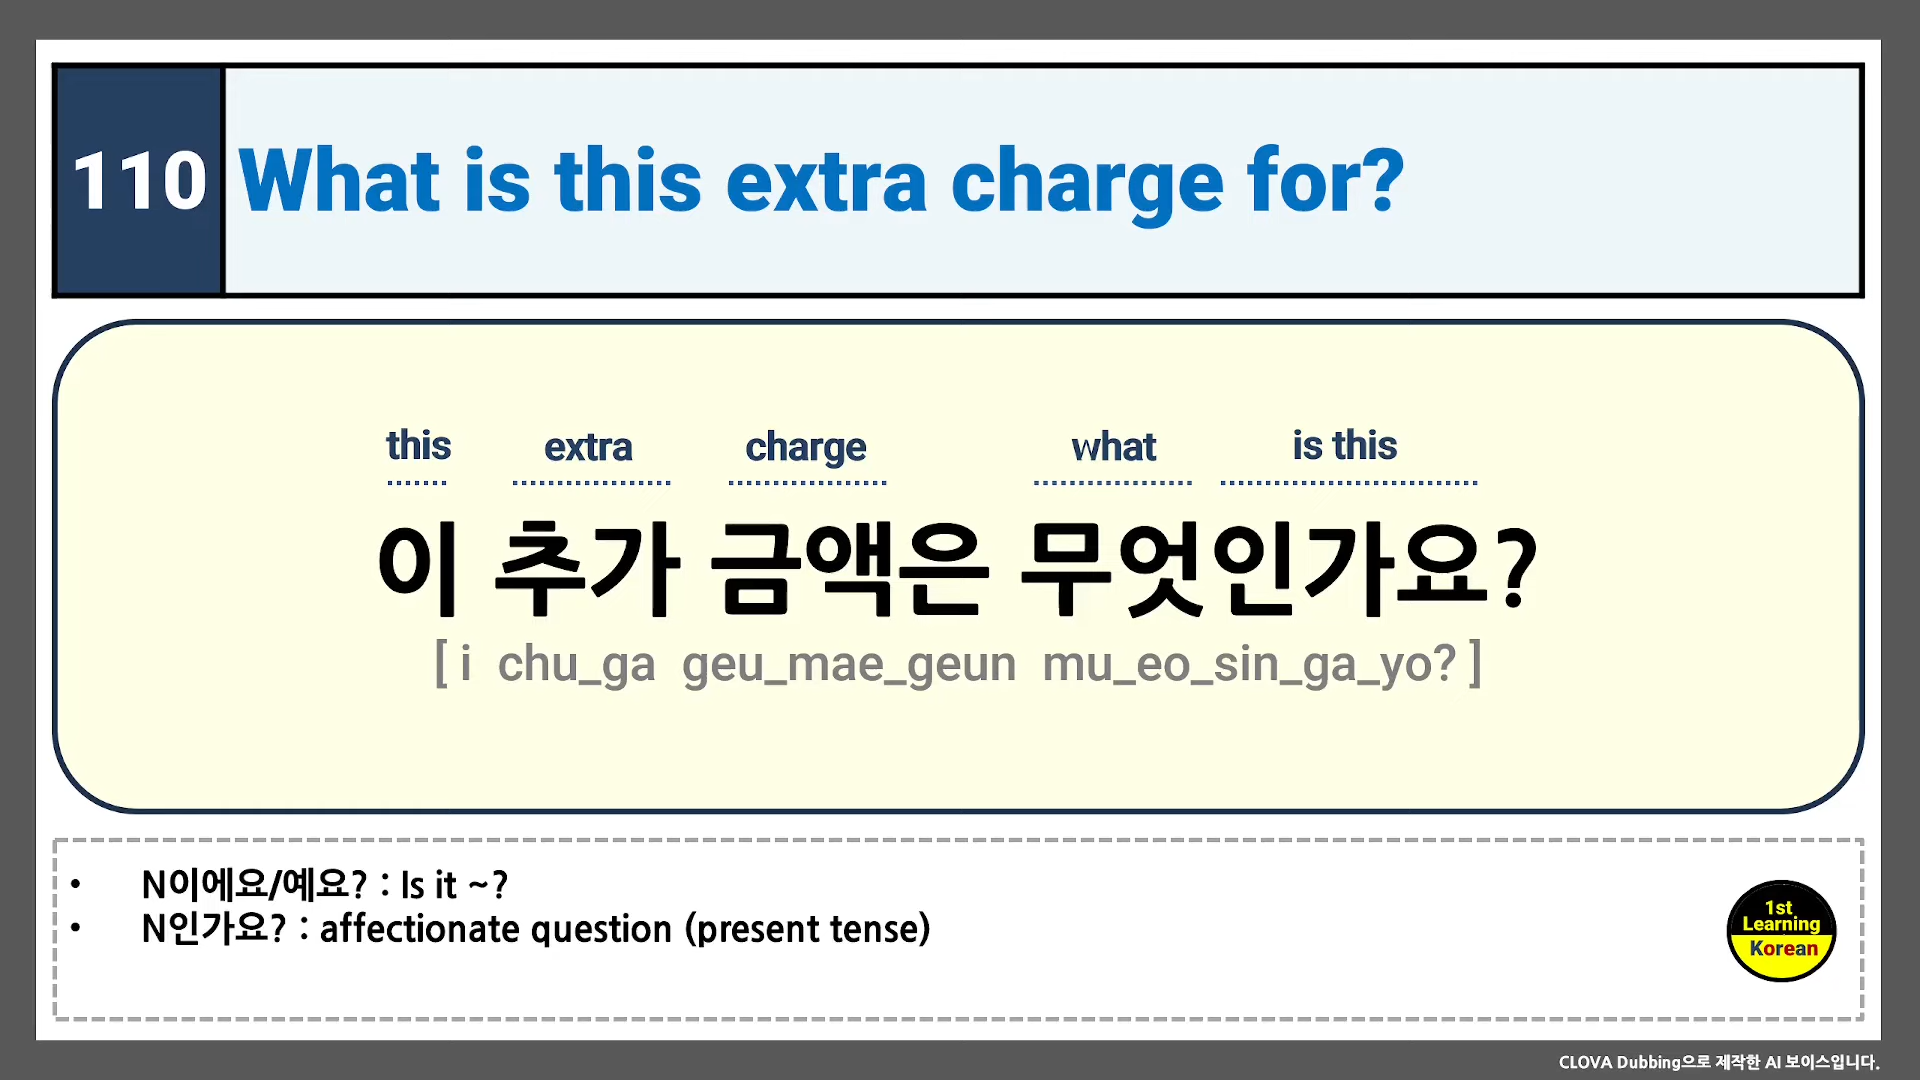 110 What is this extra charge for?
this extra charge what is this
이 추가 금액은 무엇인가요?
[ i chu_ga geu_mae_geun mu_eo_sin_ga_yo? ]
• N이에요/예요? : Is it ~?
• N인가요? : affectionate question (present tense)
1st
Learning
Korean
CLOVA Dubbing으로 제작한 AI 보이스입니다.